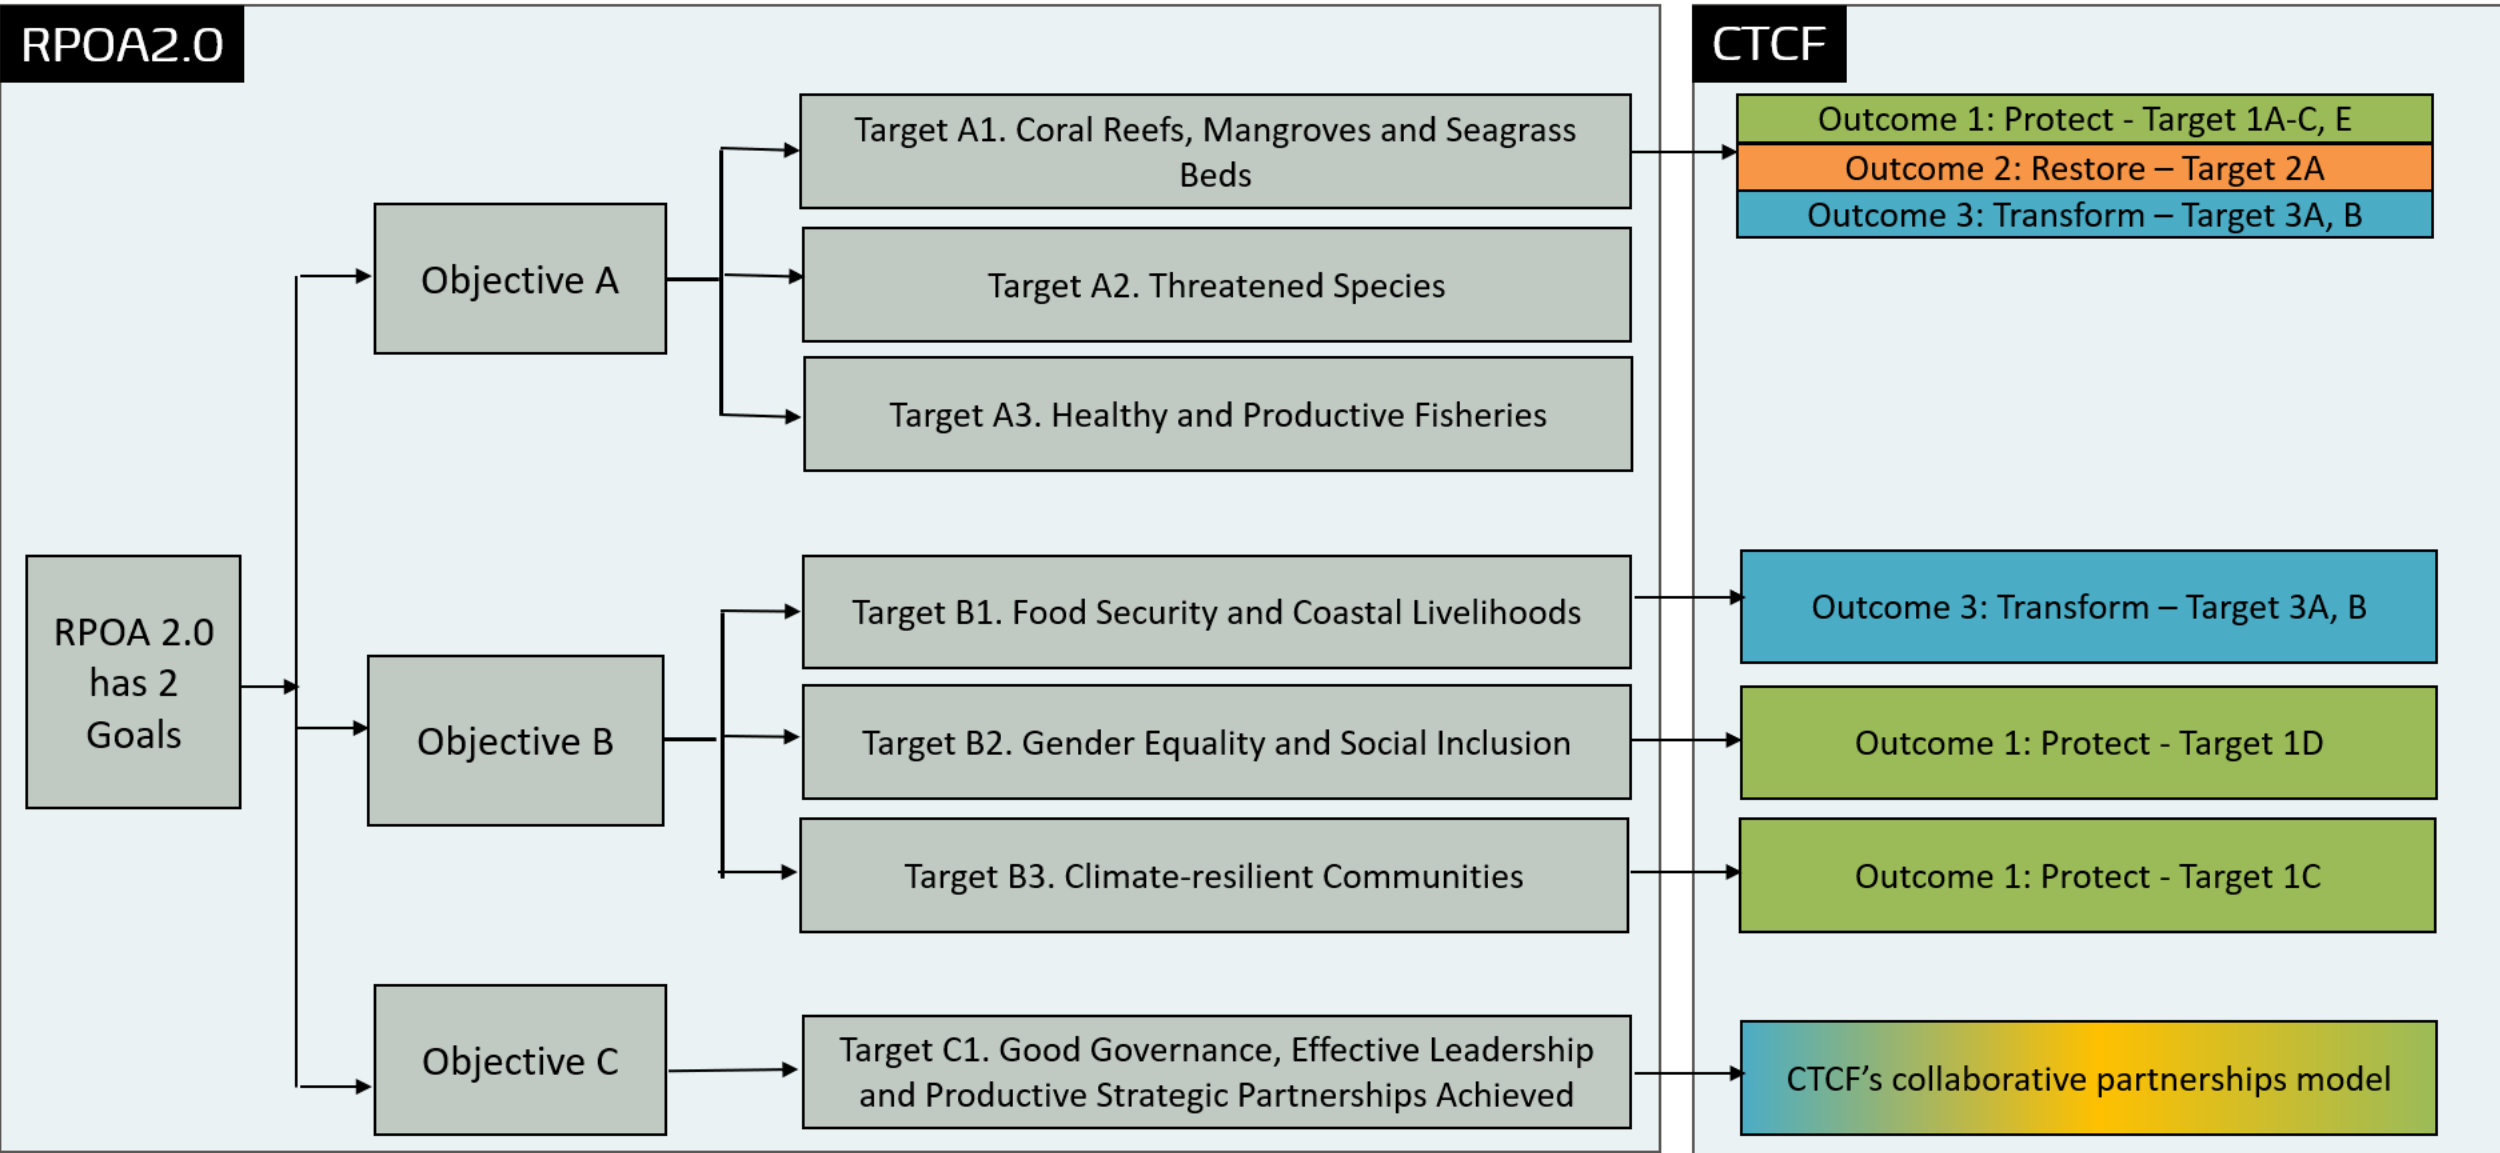 RPOA2.0
CTCF
Target A1. Coral Reefs, Mangroves and Seagrass
Beds
Outcome 1: Protect - Target 1A-C, E
Outcome 2: Restore – Target 2A
Outcome 3: Transform – Target 3A, B
Objective A
Target A2. Threatened Species
Target A3. Healthy and Productive Fisheries
RPOA 2.0
has 2
Goals
Objective B
Target B1. Food Security and Coastal Livelihoods
Outcome 3: Transform – Target 3A, B
Target B2. Gender Equality and Social Inclusion
Outcome 1: Protect - Target 1D
Target B3. Climate-resilient Communities
Outcome 1: Protect - Target 1C
Objective C
Target C1. Good Governance, Effective Leadership
and Productive Strategic Partnerships Achieved
CTCF’s collaborative partnerships model